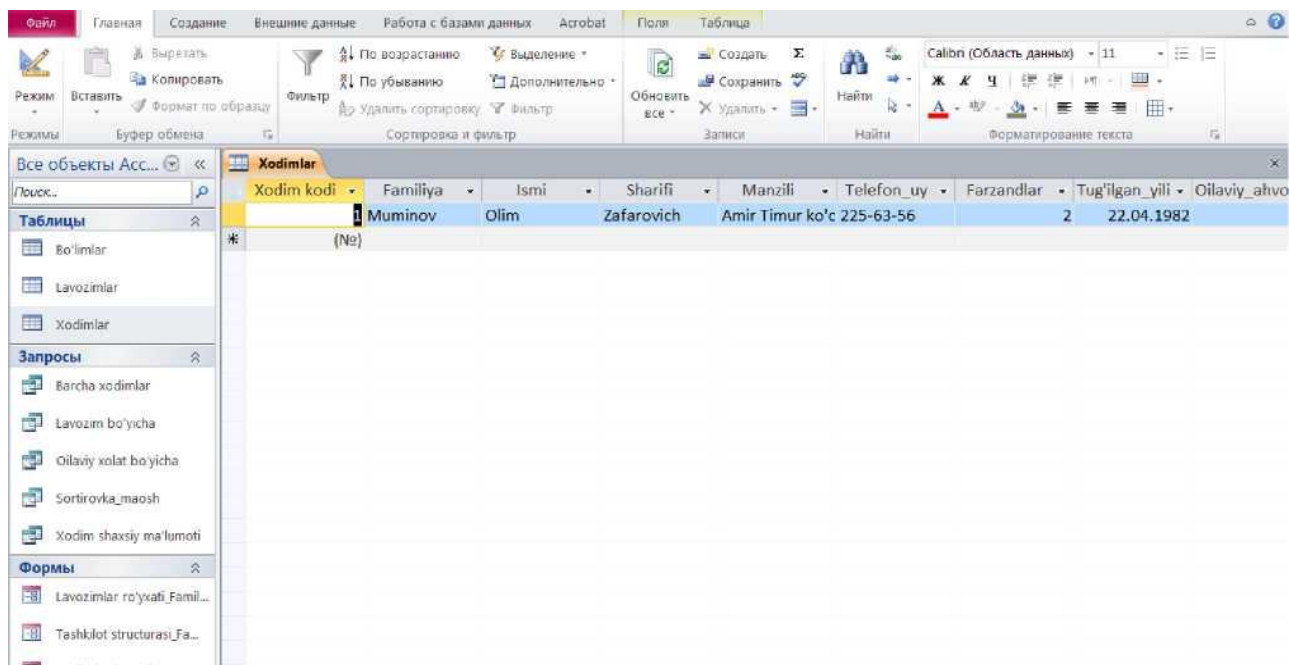 Файл Главная Создание Внешние данные Работа с базами данных Acrobat Поля Таблица
Вырезать
Копировать
Формат по образцу
Режим
Вставить
Режимы
Буфер обмена
По возрастанию
По убыванию
Удалить сортировку
Фильтр
Выделение
Дополнительно
Фильтр
Сортировка и фильтр
Обновить все
Создать
Сохранить
Удалить
Записи
Найти
Найти
Calibri (Область данных) 11
Ж К Ч
Форматирование текста
Все объекты Acc...
Поиск...
Таблицы
Bo'limlar
Lavozimlar
Xodimlar
Запросы
Barcha xodimlar
Lavozim bo'yicha
Oilaviy xolat bo'yicha
Sortirovka_maosh
Xodim shaxsiy ma'lumoti
Формы
Lavozimlar ro'yxati_Famil...
Tashkilot structurasi_Fa...
Xodimlar
Xodim kodi Familiya Ismi Sharifi Manzili Telefon_uy Farzandlar Tug'ilgan_yili Oilaviy_ahvo
1 Muminov Olim Zafarovich Amir Timur ko'c 225-63-56 2 22.04.1982
(№)